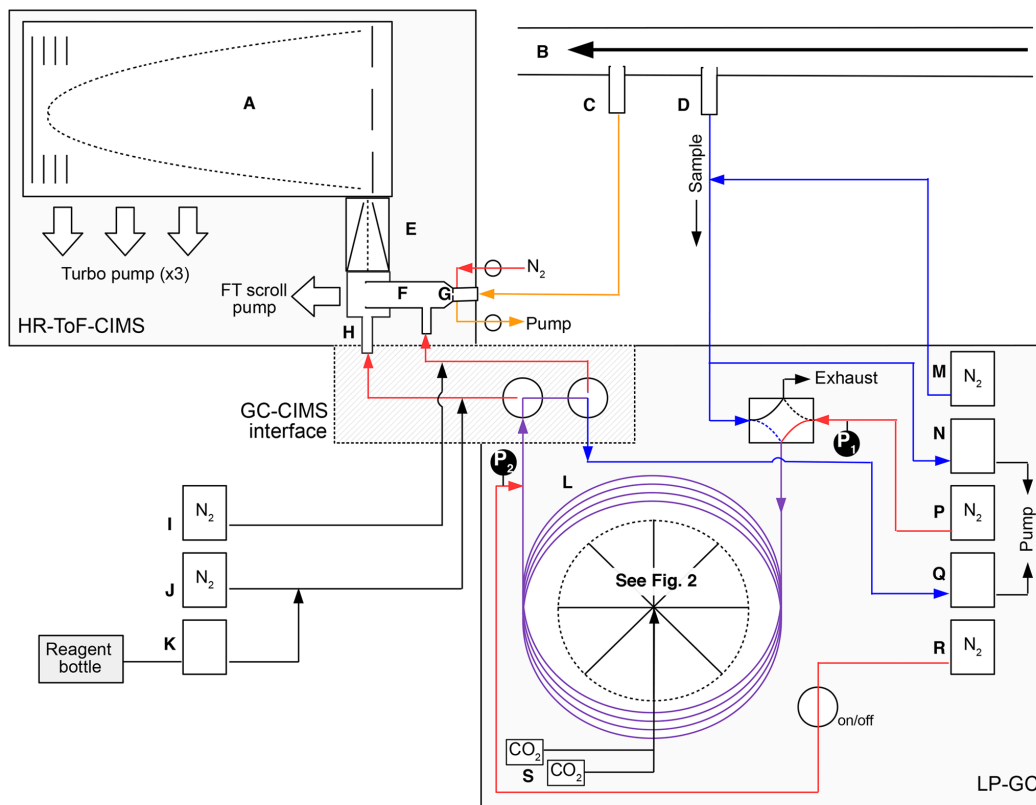 A
B
C
D
Sample
E
Turbo pump (x3)
FT scroll
pump
F
G
N2
Pump
H
HR-ToF-CIMS
GC-CIMS
interface
Exhaust
P1
P2
M
N2
N
P
N2
Pump
Q
R
N2
on/off
L
See Fig. 2
I
N2
J
N2
K
Reagent
bottle
CO2
S
CO2
LP-GC